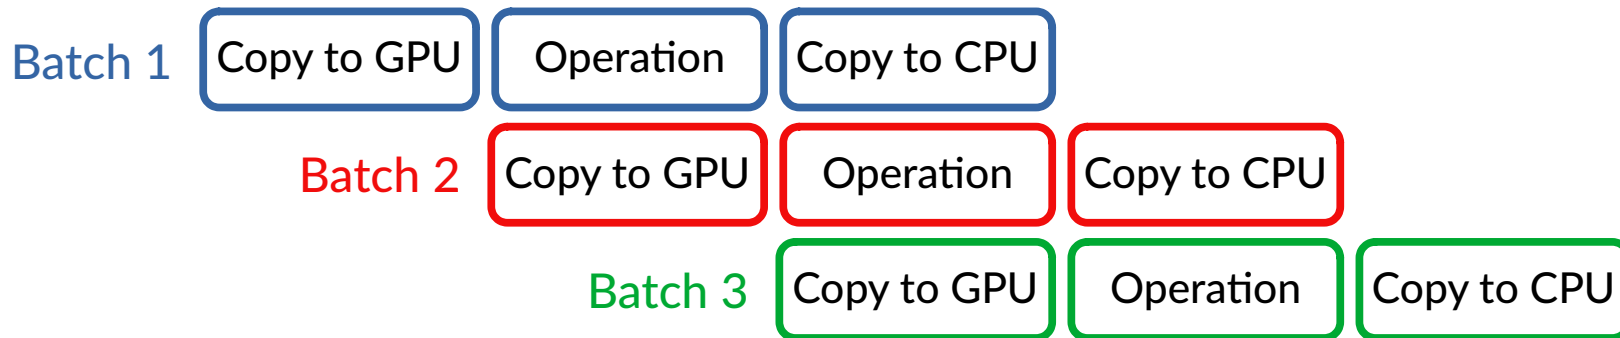 Batch 1 Copy to GPU Operation Copy to CPU
Batch 2 Copy to GPU Operation Copy to CPU
Batch 3 Copy to GPU Operation Copy to CPU